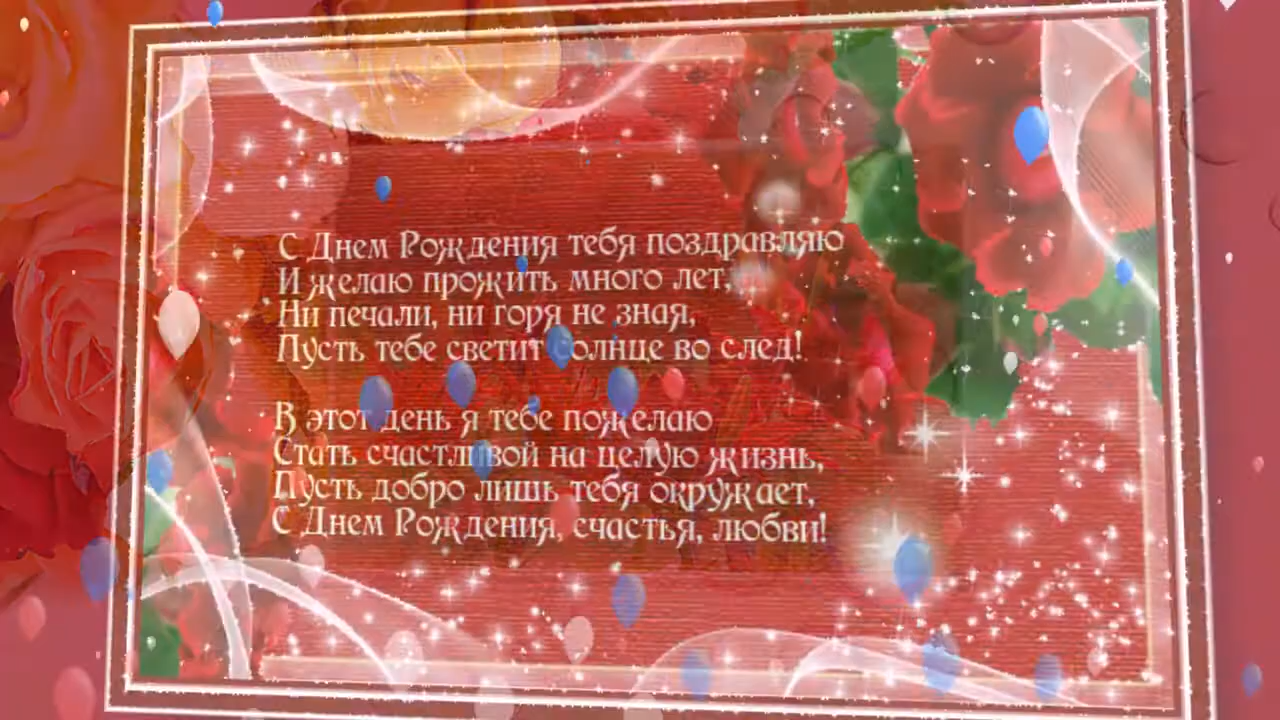 С Днем Рождения тебя поздравляю
И желаю прожить много лет,
Ни печали, ни горя не зная,
Пусть тебе светит солнце во след!
В этот день я тебе пожелаю
Стать счастливой на целую жизнь,
Пусть добро лишь тебя окружает,
С Днем Рождения, счастья, любви!